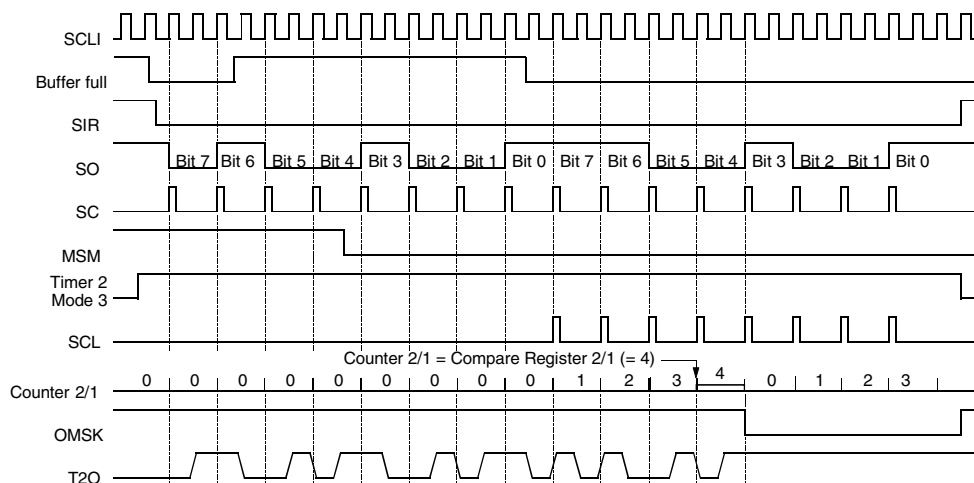 SCLI
Buffer full
SIR
Bit 7 Bit 6 Bit 5 Bit 4 Bit 3 Bit 2 Bit 1 Bit 0 Bit 7 Bit 6 Bit 5 Bit 4 Bit 3 Bit 2 Bit 1 Bit 0
SO
SC
MSM
Timer 2
Mode 3
SCL
Counter 2/1 = Compare Register 2/1 (= 4)
0 0 0 0 0 0 0 0 0 1 2 3 4 0 1 2 3
Counter 2/1
OMSK
T2O